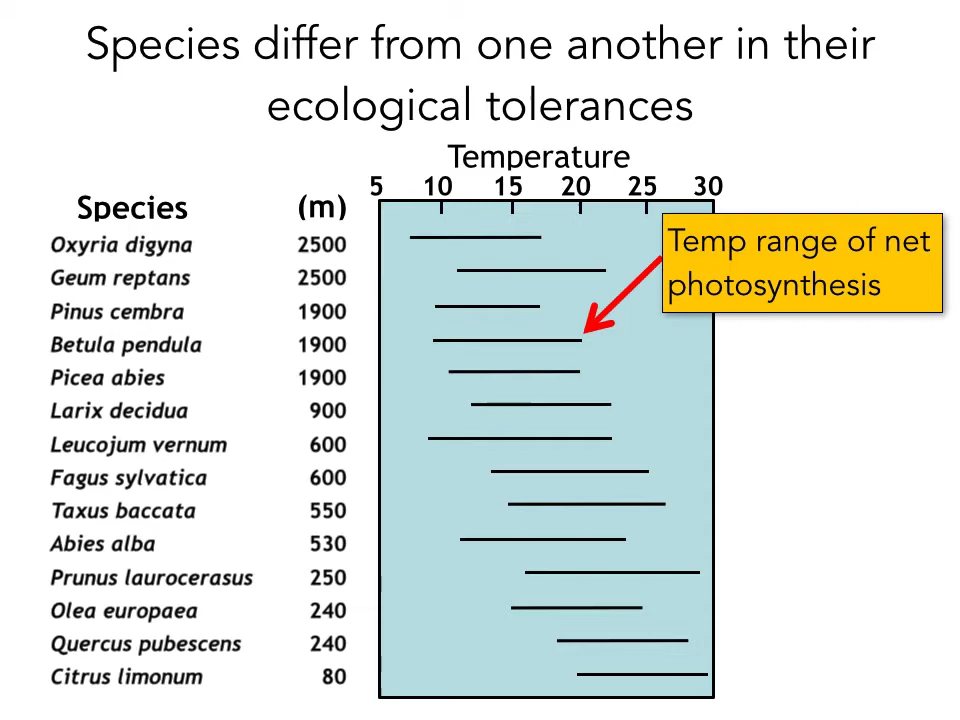 Species differ from one another in their
ecological tolerances
Temperature
5 10 15 20 25 30
Species (m)
Oxyria digyna 2500
Geum reptans 2500
Pinus cembra 1900
Betula pendula 1900
Picea abies 1900
Larix decidua 900
Leucojum vernum 600
Fagus sylvatica 600
Taxus baccata 550
Abies alba 530
Prunus laurocerasus 250
Olea europaea 240
Quercus pubescens 240
Citrus limonum 80
Temp range of net
photosynthesis